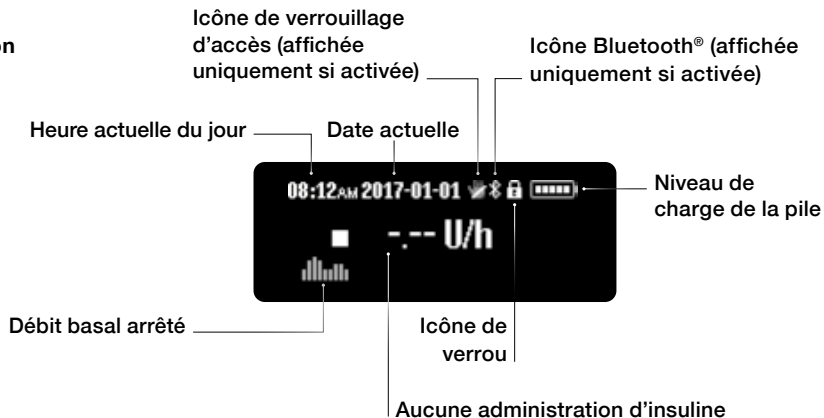 Icône de verrouillage
d’accès (affichée
uniquement si activée)
on
Icône Bluetooth® (affichée
uniquement si activée)
Heure actuelle du jour
Date actuelle
08:12AM 2017-01-01
Niveau de
charge de la pile
-.-- U/h
Débit basal arrêté
Icône de
verrou
Aucune administration d’insuline